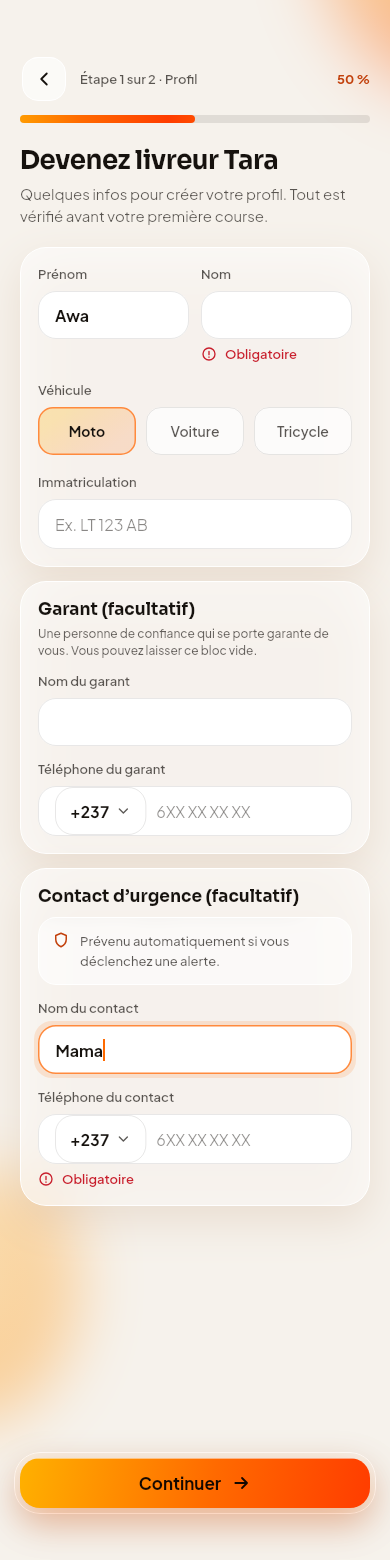 Étape 1 sur 2 · Profil
50 %
Devenez livreur Tara
Quelques infos pour créer votre profil. Tout est
vérifié avant votre première course.
Prénom
Nom
Awa
Obligatoire
Véhicule
Moto
Voiture
Tricycle
Immatriculation
Ex. LT 123 AB
Garant (facultatif)
Une personne de confiance qui se porte garante de
vous. Vous pouvez laisser ce bloc vide.
Nom du garant
Téléphone du garant
+237
6XX XX XX XX
Contact d’urgence (facultatif)
Prévenu automatiquement si vous
déclenchez une alerte.
Nom du contact
Mama
Téléphone du contact
+237
6XX XX XX XX
Obligatoire
Continuer